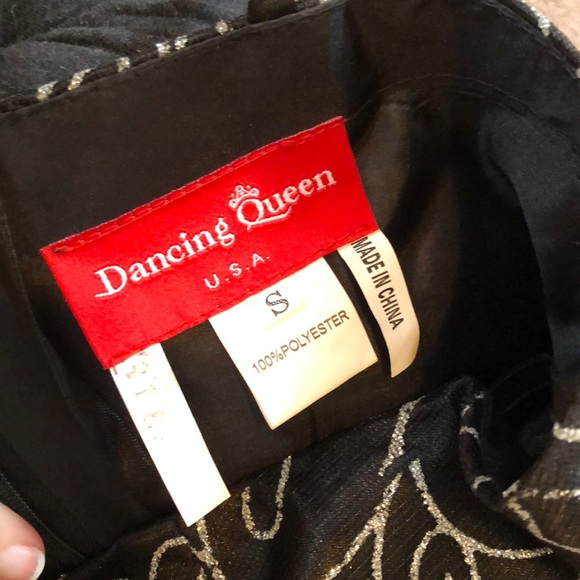 Dancing Queen
U.S.A.
S
100%POLYESTER
MADE IN CHINA